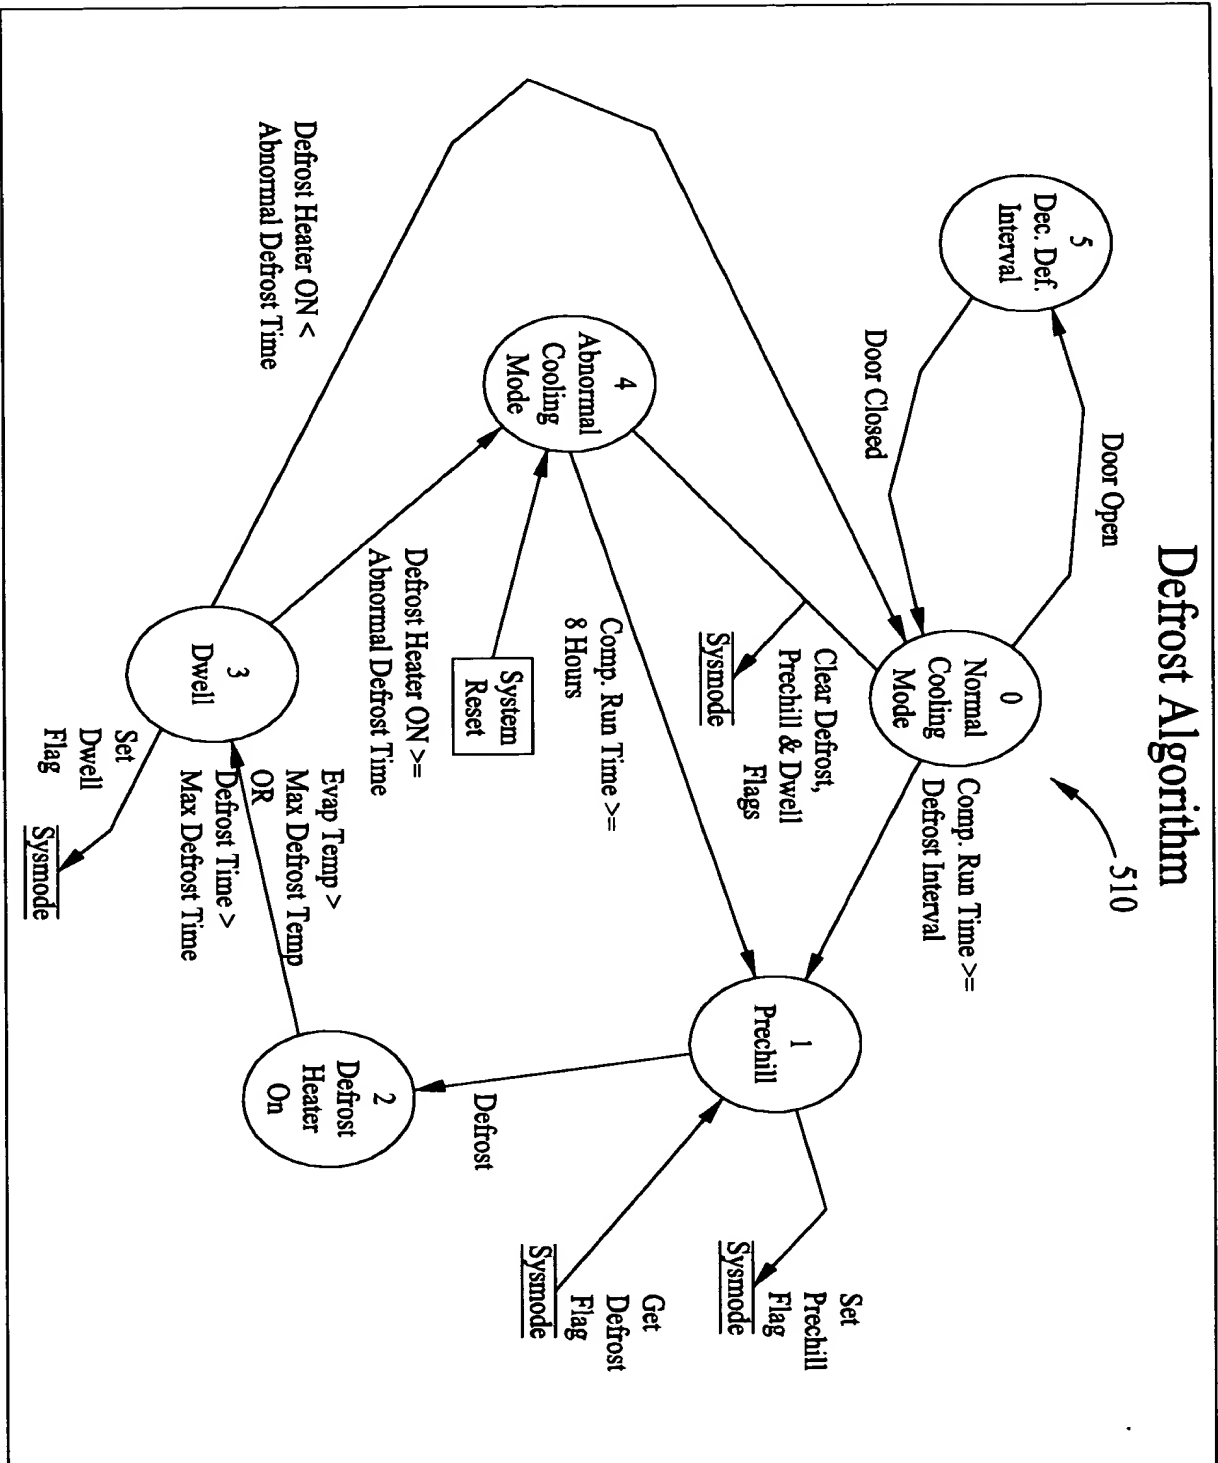 Defrost Algorithm
510
Door Open
5
Dec. Def.
Interval
Door Closed
0
Normal
Cooling
Mode
Comp. Run Time >=
Defrost Interval
Clear Defrost,
Prechill & Dwell
Flags
Sysmode
4
Abnormal
Cooling
Mode
Comp. Run Time >=
8 Hours
1
Prechill
Set
Prechill
Flag
Sysmode
Get
Defrost
Flag
Sysmode
System
Reset
Defrost
Defrost Heater ON >=
Abnormal Defrost Time
Defrost Heater ON <
Abnormal Defrost Time
2
Defrost
Heater
On
Evap Temp >
Max Defrost Temp
OR
Defrost Time >
Max Defrost Time
3
Dwell
Set
Dwell
Flag
Sysmode